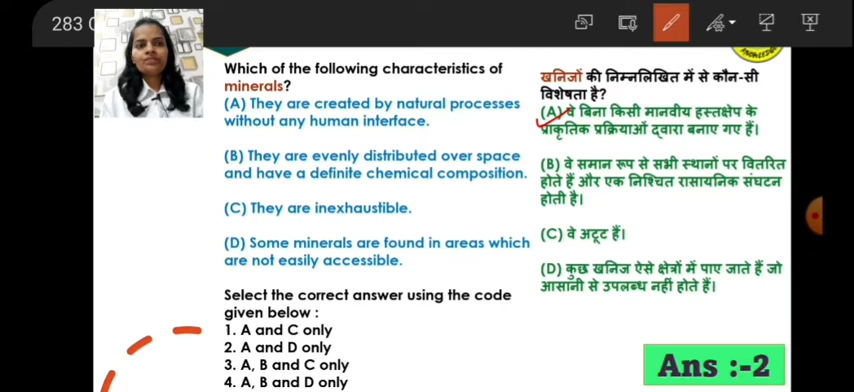 283
Which of the following characteristics of
minerals?
(A) They are created by natural processes
without any human interface.
(B) They are evenly distributed over space
and have a definite chemical composition.
(C) They are inexhaustible.
(D) Some minerals are found in areas which
are not easily accessible.
Select the correct answer using the code
given below :
1. A and C only
2. A and D only
3. A, B and C only
4. A, B and D only
खनिजों की निम्नलिखित में से कौन-सी
विशेषता है?
(A) वे बिना किसी मानवीय हस्तक्षेप के
प्राकृतिक प्रक्रियाओं द्वारा बनाए गए हैं।
(B) वे समान रूप से सभी स्थानों पर वितरित
होते हैं और एक निश्चित रासायनिक संघटन
होती है।
(C) वे अटूट हैं।
(D) कुछ खनिज ऐसे क्षेत्रों में पाए जाते हैं जो
आसानी से उपलब्ध नहीं होते हैं।
Ans :-2